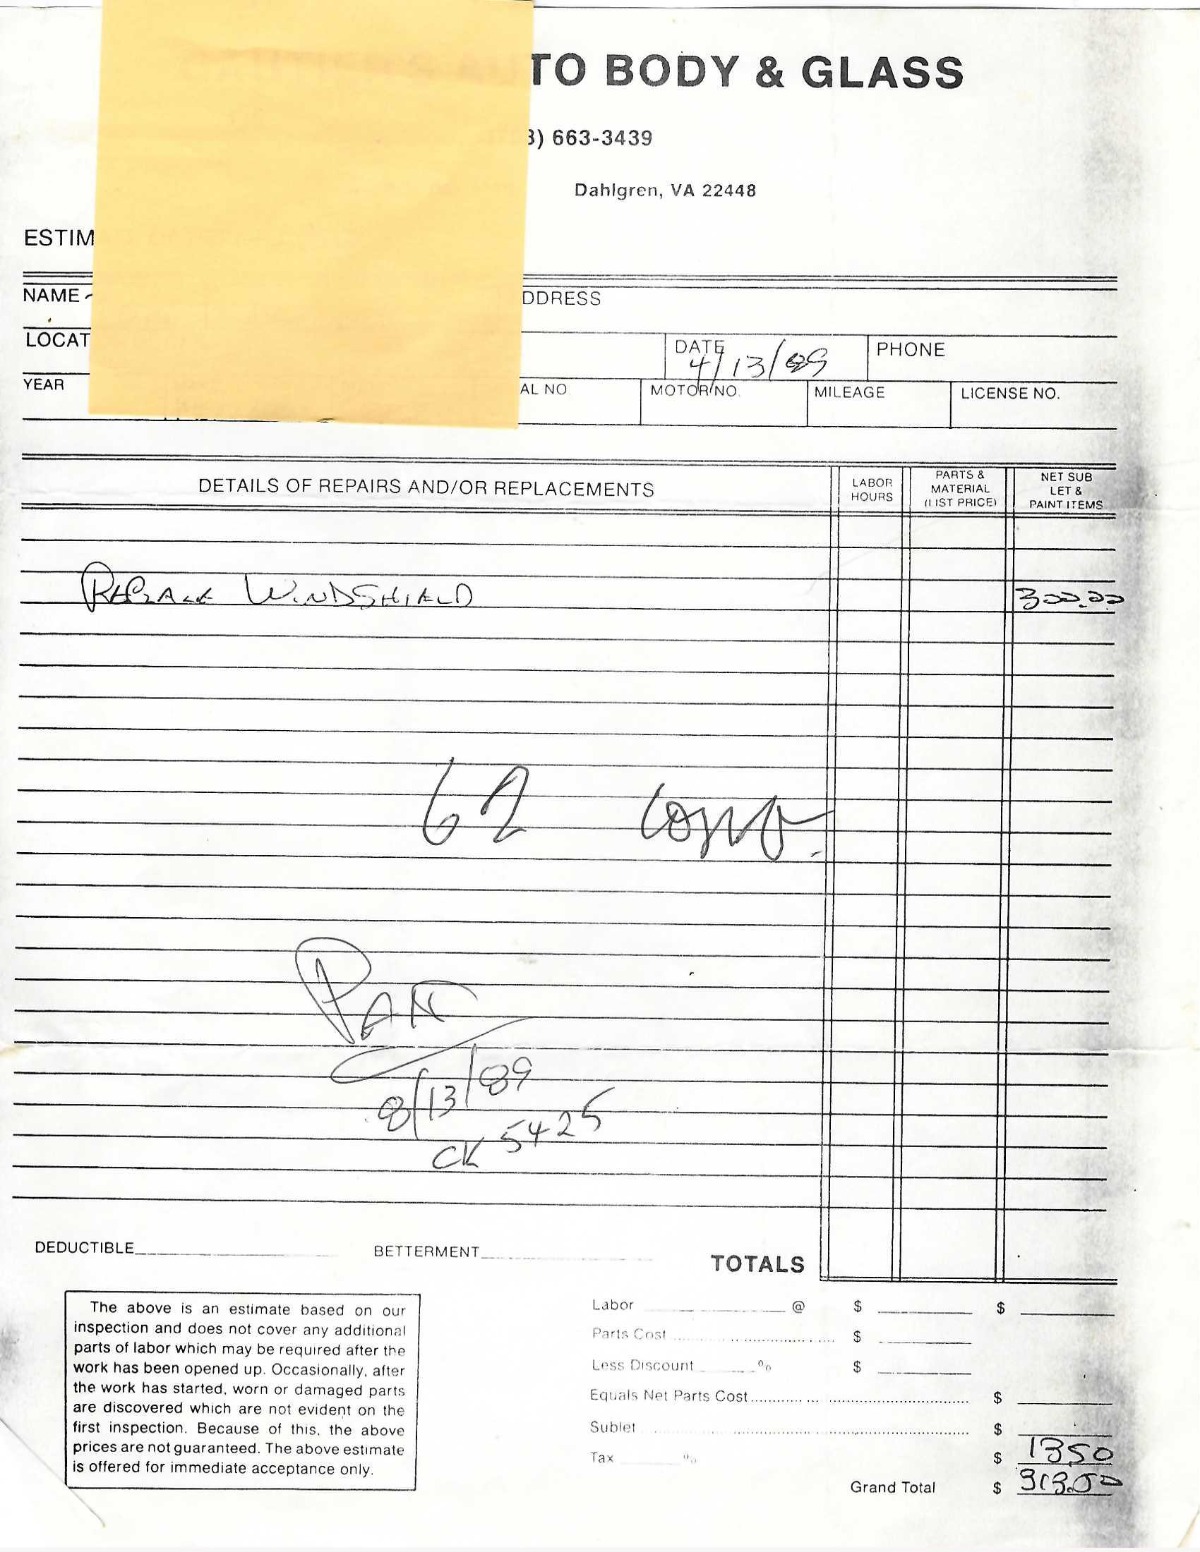 TO BODY & GLASS
3) 663-3439
Dahlgren, VA 22448
ESTIM
NAME DDRESS
LOCAT DATE 4/13/89 PHONE
YEAR AL NO MOTOR NO. MILEAGE LICENSE NO.
DETAILS OF REPAIRS AND/OR REPLACEMENTS LABOR HOURS PARTS & MATERIAL (LIST PRICE) NET SUB LET & PAINT ITEMS
REPLACE WINDSHIELD 300.00
62
PAID
8/13/89
CK 5425
DEDUCTIBLE BETTERMENT TOTALS
The above is an estimate based on our
inspection and does not cover any additional
parts of labor which may be required after the
work has been opened up. Occasionally, after
the work has started, worn or damaged parts
are discovered which are not evident on the
first inspection. Because of this, the above
prices are not guaranteed. The above estimate
is offered for immediate acceptance only.
Labor @ $ $
Parts Cost $
Less Discount % $
Equals Net Parts Cost $
Sublet $
Tax % $ 1350
Grand Total $ 313.50